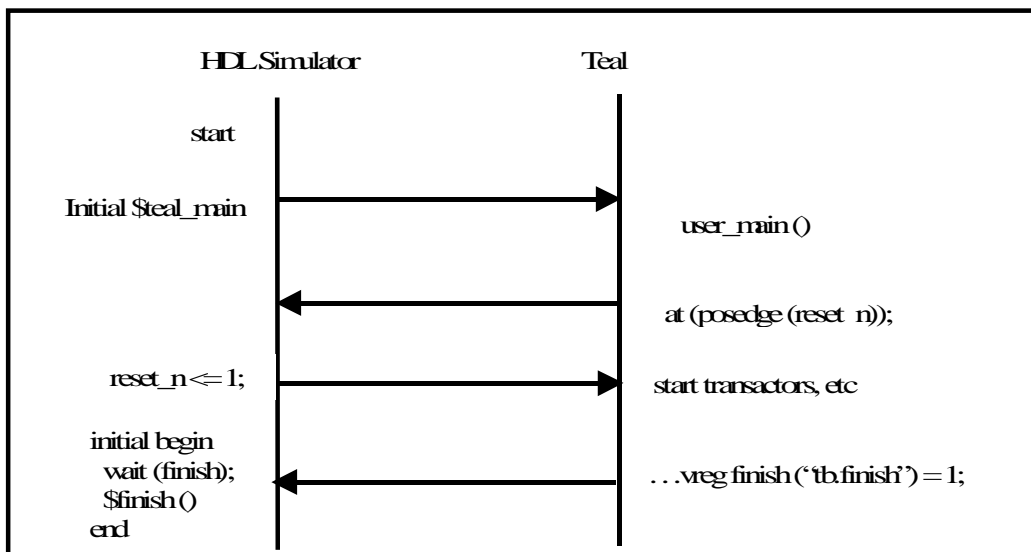 HDL Simulator Teal
start
Initial $teal_main
user_main ()
at (posedge (reset n));
reset_n <= 1;
start transactors, etc
initial begin
wait (finish);
$finish ()
end
…vreg finish (“tb.finish”) = 1;